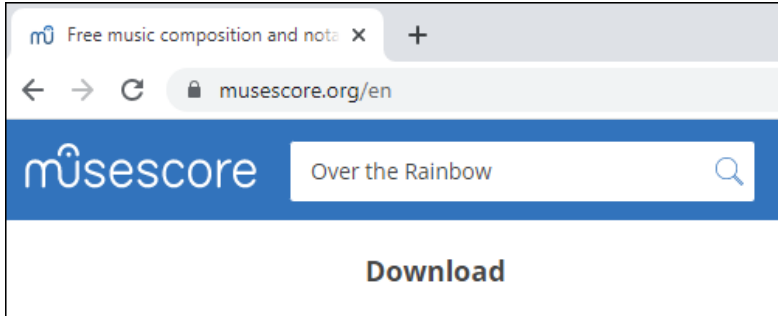 Free music composition and nota
musescore.org/en
musescore
Over the Rainbow
Download